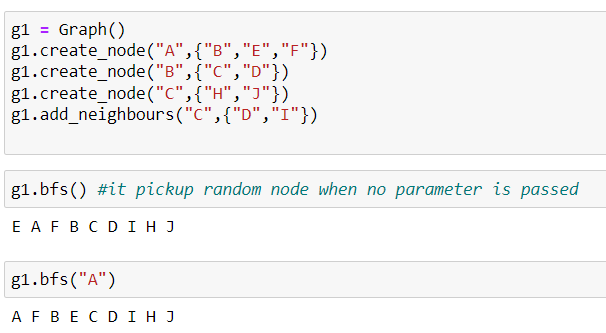 g1 = Graph()
g1.create_node("A",{"B","E","F"})
g1.create_node("B",{"C","D"})
g1.create_node("C",{"H","J"})
g1.add_neighbours("C",{"D","I"})
g1.bfs() #it pickup random node when no parameter is passed
E A F B C D I H J
g1.bfs("A")
A F B E C D I H J